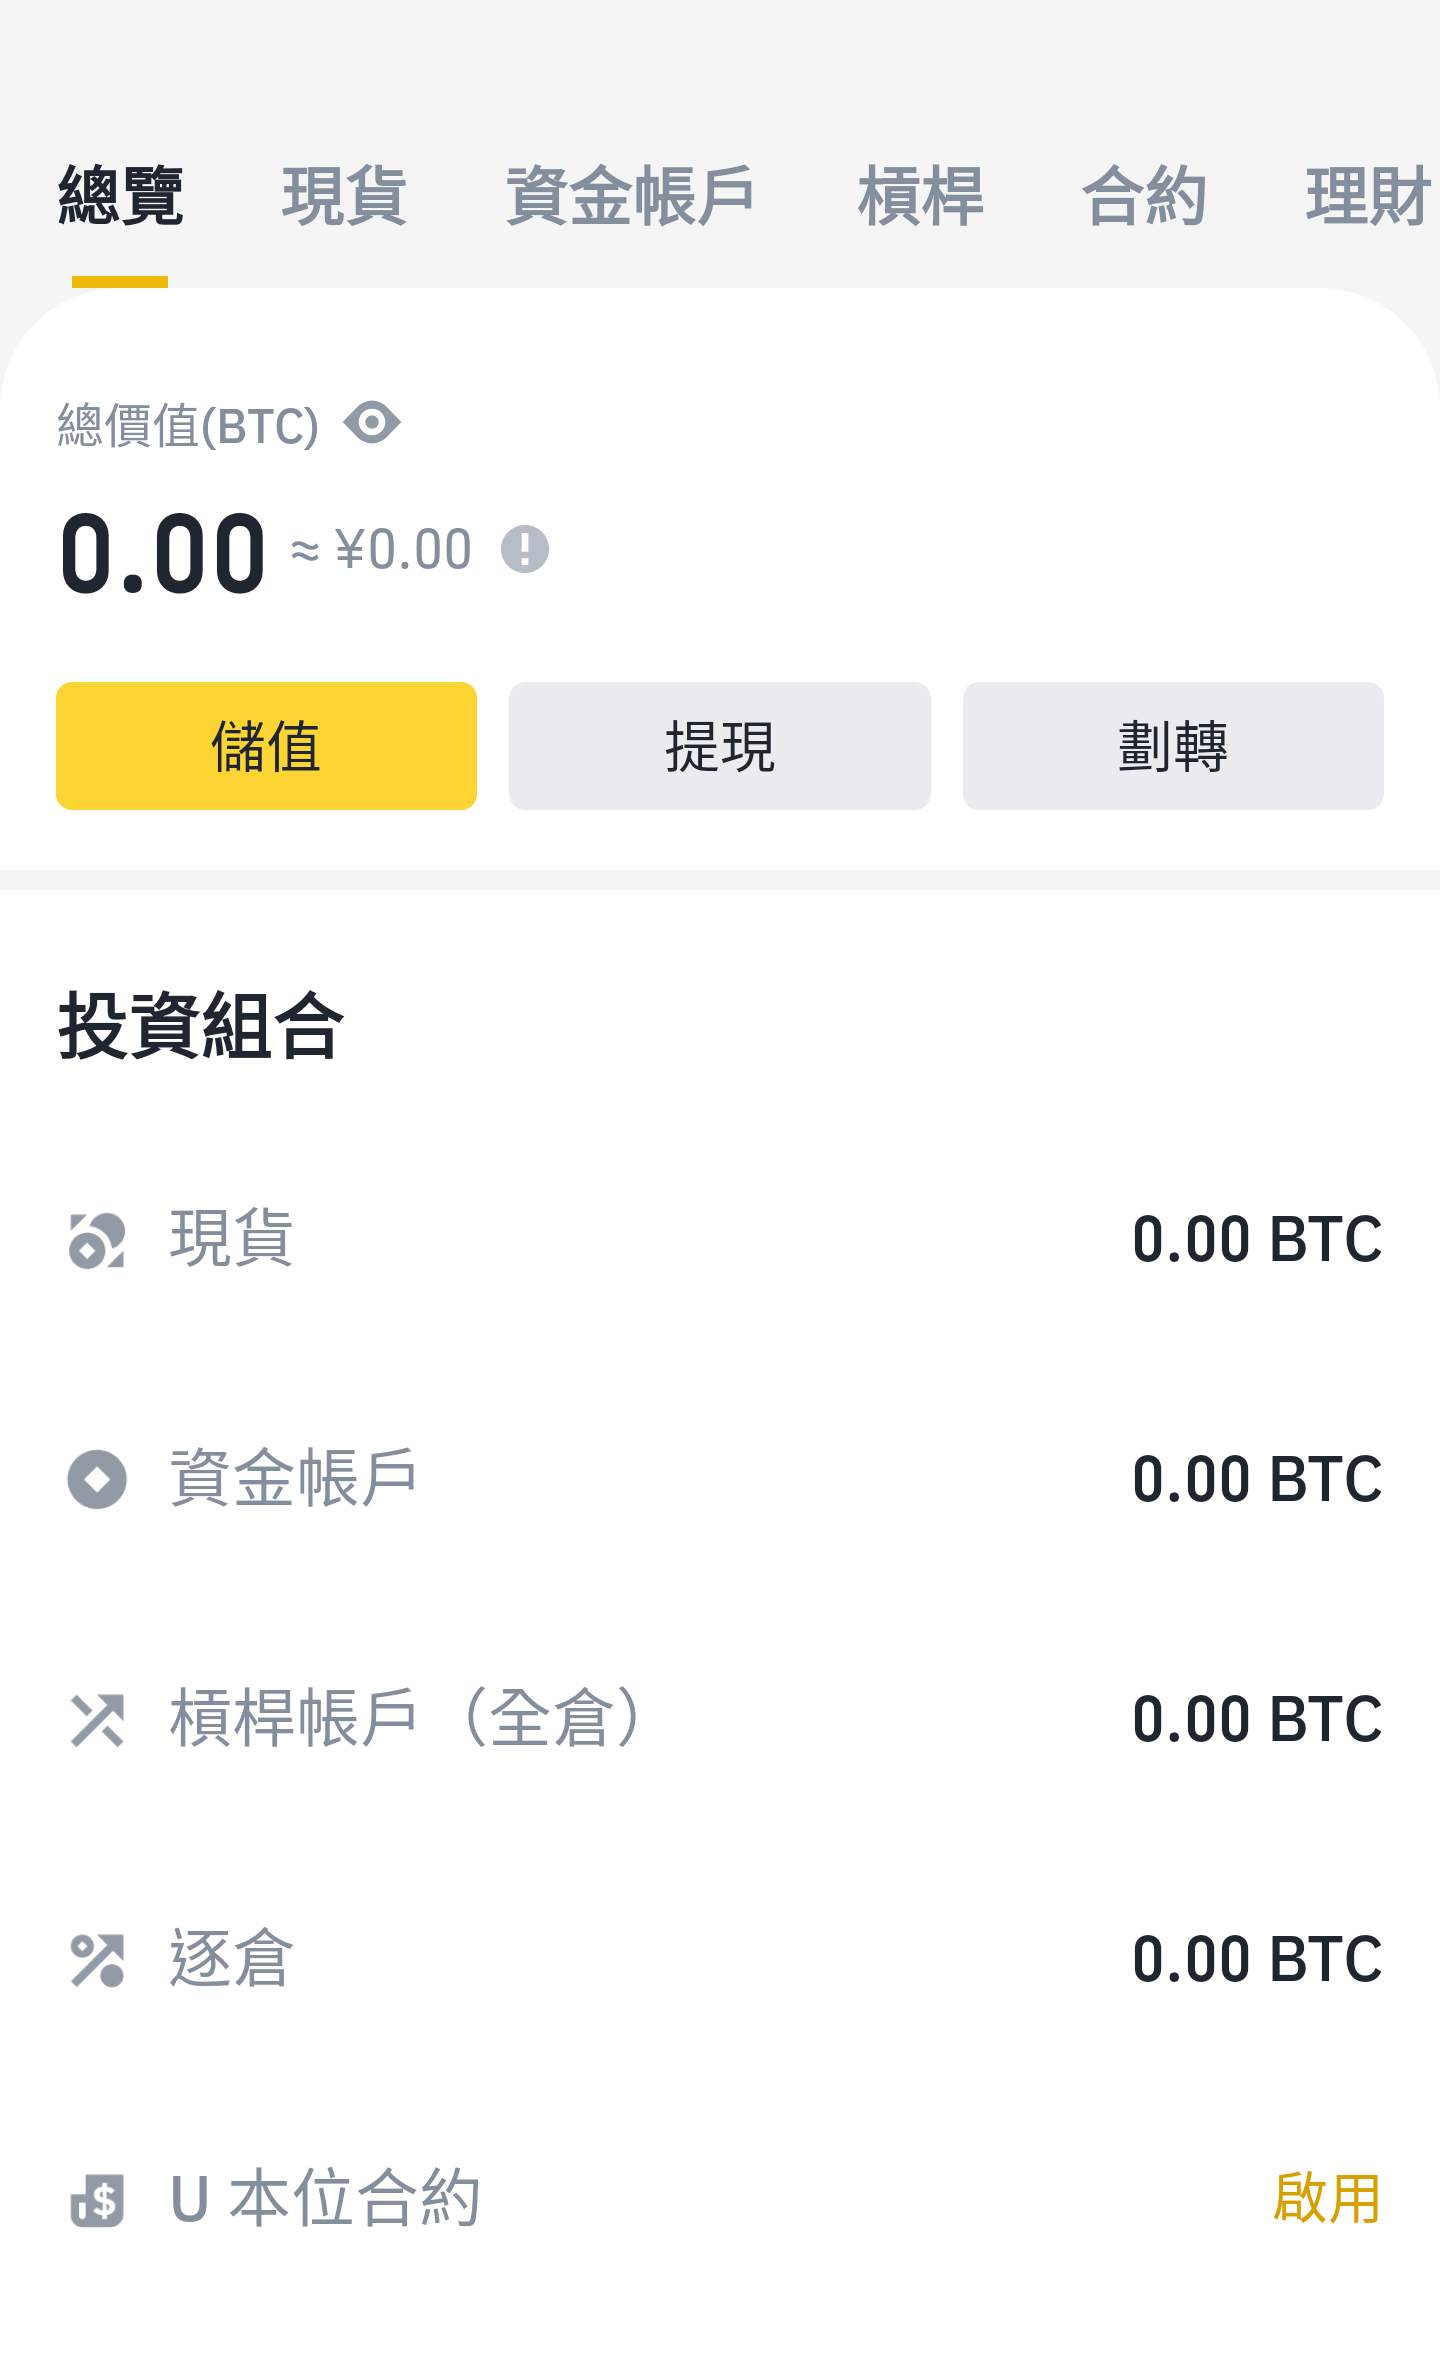 總覽 現貨 資金帳戶 槓桿 合約 理財
總價值(BTC)
0.00 ≈ ¥0.00
儲值 提現 劃轉
投資組合
現貨 0.00 BTC
資金帳戶 0.00 BTC
槓桿帳戶（全倉） 0.00 BTC
逐倉 0.00 BTC
U 本位合約 啟用